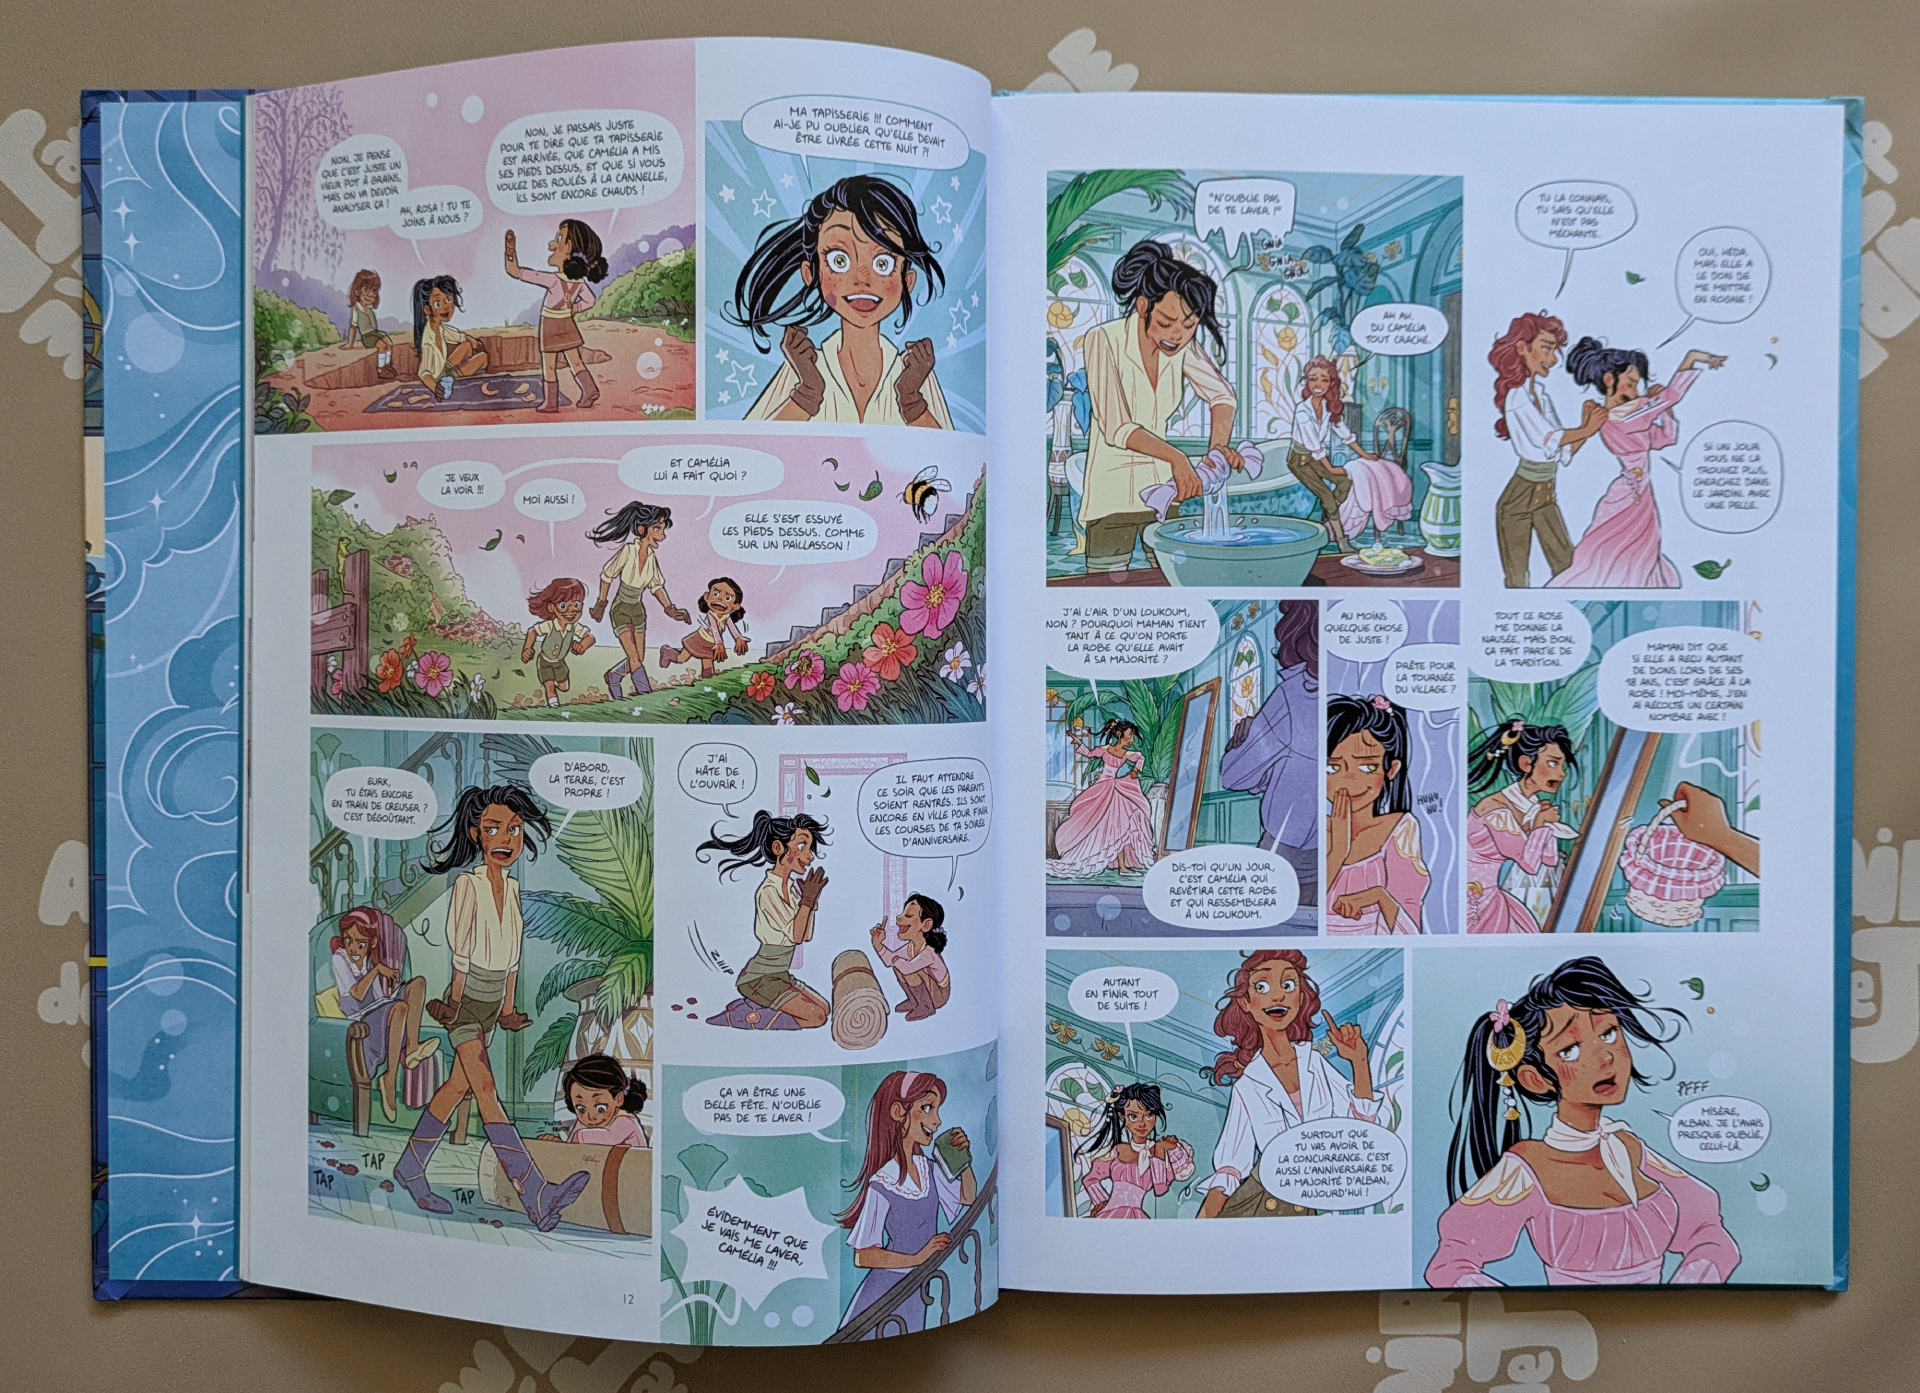 NON, JE PENSE
QUE C'EST JUSTE UN
VIEUX POT À GRAINS,
MAIS ON VA DEVOIR
ANALYSER ÇA !
AH, ROSA ! TU TE
JOINS À NOUS ?
NON, JE PASSAIS JUSTE
POUR TE DIRE QUE TA TAPISSERIE
EST ARRIVÉE, QUE CAMÉLIA A MIS
SES PIEDS DESSUS, ET QUE SI VOUS
VOULEZ DES ROULÉS À LA CANNELLE,
ILS SONT ENCORE CHAUDS !
MA TAPISSERIE !!! COMMENT
AI-JE PU OUBLIER QU'ELLE DEVAIT
ÊTRE LIVRÉE CETTE NUIT ?!
JE VEUX
LA VOIR !!!
MOI AUSSI !
ET CAMÉLIA
LUI A FAIT QUOI ?
ELLE S'EST ESSUYÉ
LES PIEDS DESSUS. COMME
SUR UN PAILLASSON !
EURK,
TU ÉTAIS ENCORE
EN TRAIN DE CREUSER ?
C'EST DÉGOÛTANT.
D'ABORD,
LA TERRE, C'EST
PROPRE !
TAP
TAP
TAP
J'AI
HÂTE DE
L'OUVRIR !
IL FAUT ATTENDRE
CE SOIR QUE LES PARENTS
SOIENT RENTRÉS. ILS SONT
ENCORE EN VILLE POUR FINIR
LES COURSES DE TA SOIRÉE
D'ANNIVERSAIRE.
ZIIIP
ÇA VA ÊTRE UNE
BELLE FÊTE. N'OUBLIE
PAS DE TE LAVER !
ÉVIDEMMENT QUE
JE VAIS ME LAVER,
CAMÉLIA !!!
12
"N'OUBLIE PAS
DE TE LAVER !"
GNIA
GNIA
GNIA
AH AH.
DU CAMÉLIA
TOUT CRACHÉ.
TU LA CONNAIS,
TU SAIS QU'ELLE
N'EST PAS
MÉCHANTE.
OUI, HÉDA.
MAIS ELLE A
LE DON DE
ME METTRE
EN ROGNE !
SI UN JOUR
VOUS NE LA
TROUVEZ PLUS,
CHERCHEZ DANS
LE JARDIN. AVEC
UNE PELLE.
J'AI L'AIR D'UN LOUKOUM,
NON ? POURQUOI MAMAN TIENT
TANT À CE QU'ON PORTE
LA ROBE QU'ELLE AVAIT
À SA MAJORITÉ ?
DIS-TOI QU'UN JOUR,
C'EST CAMÉLIA QUI
REVÊTIRA CETTE ROBE
ET QUI RESSEMBLERA
À UN LOUKOUM.
AU MOINS
QUELQUE CHOSE
DE JUSTE !
PRÊTE POUR
LA TOURNÉE
DU VILLAGE ?
HUHU
HU !
TOUT CE ROSE
ME DONNE LA
NAUSÉE, MAIS BON,
ÇA FAIT PARTIE DE
LA TRADITION.
MAMAN DIT QUE
SI ELLE A REÇU AUTANT
DE DONS LORS DE SES
18 ANS, C'EST GRÂCE À LA
ROBE ! MOI-MÊME, J'EN
AI RÉCOLTÉ UN CERTAIN
NOMBRE AVEC !
AUTANT
EN FINIR TOUT
DE SUITE !
SURTOUT QUE
TU VAS AVOIR DE
LA CONCURRENCE. C'EST
AUSSI L'ANNIVERSAIRE DE
LA MAJORITÉ D'ALBAN,
AUJOURD'HUI !
PFFF
MISÈRE,
ALBAN. JE L'AVAIS
PRESQUE OUBLIÉ,
CELUI-LÀ.